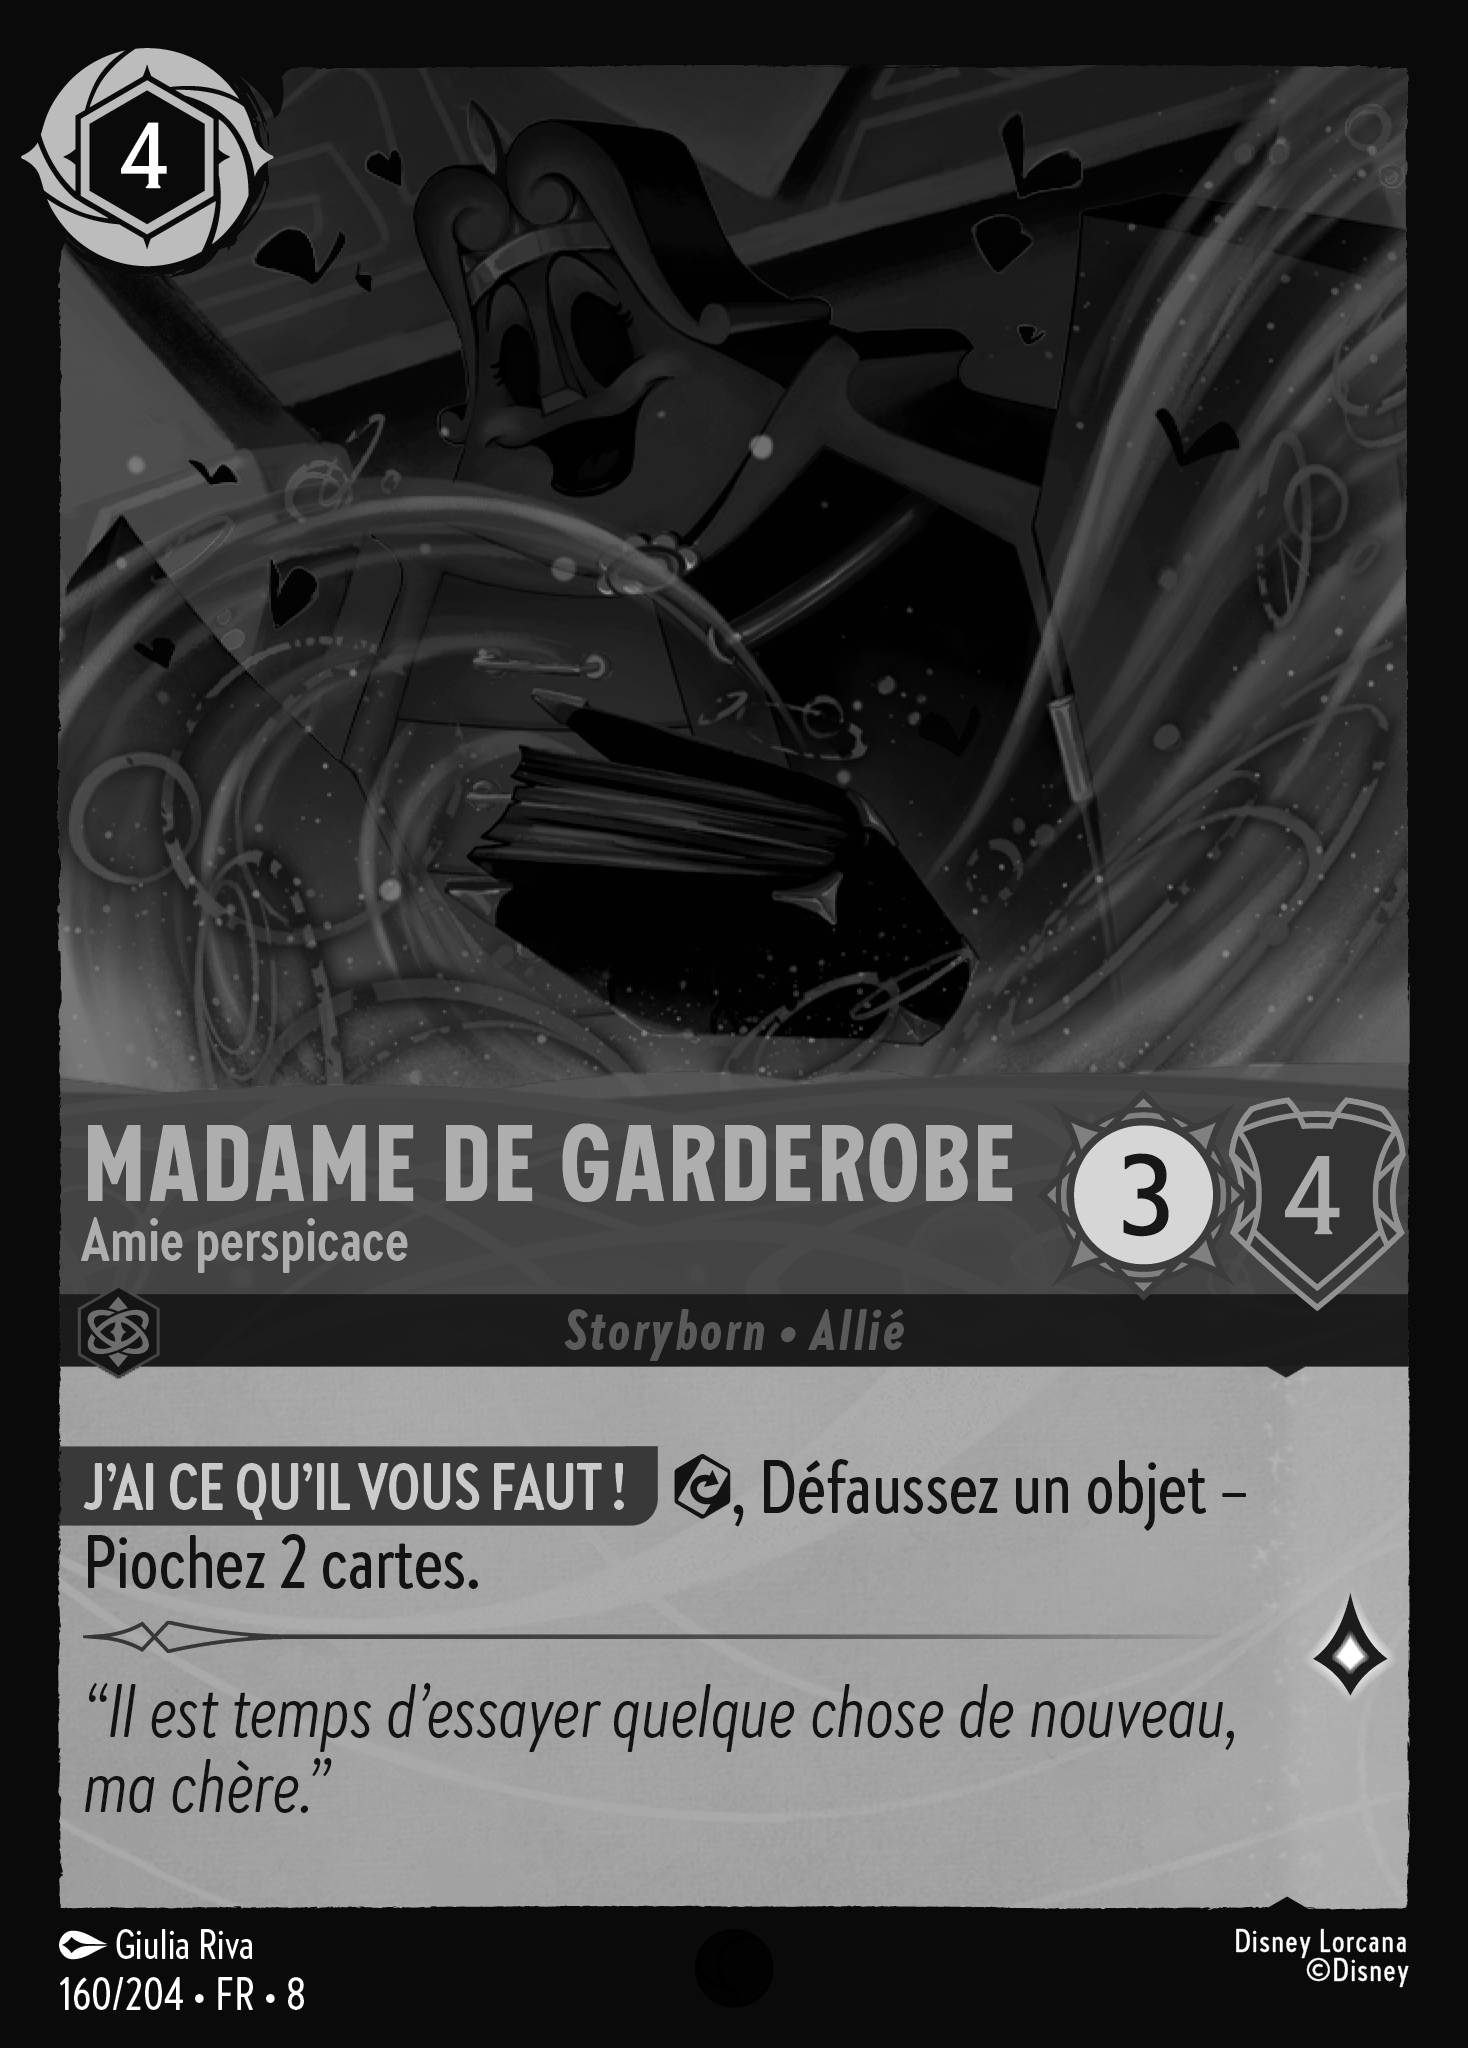 4
MADAME DE GARDEROBE
Amie perspicace
3
4
Storyborn • Allié
J'AI CE QU'IL VOUS FAUT ! , Défaussez un objet –
Piochez 2 cartes.
“Il est temps d’essayer quelque chose de nouveau,
ma chère.”
Giulia Riva
160/204 • FR • 8
Disney Lorcana
©Disney